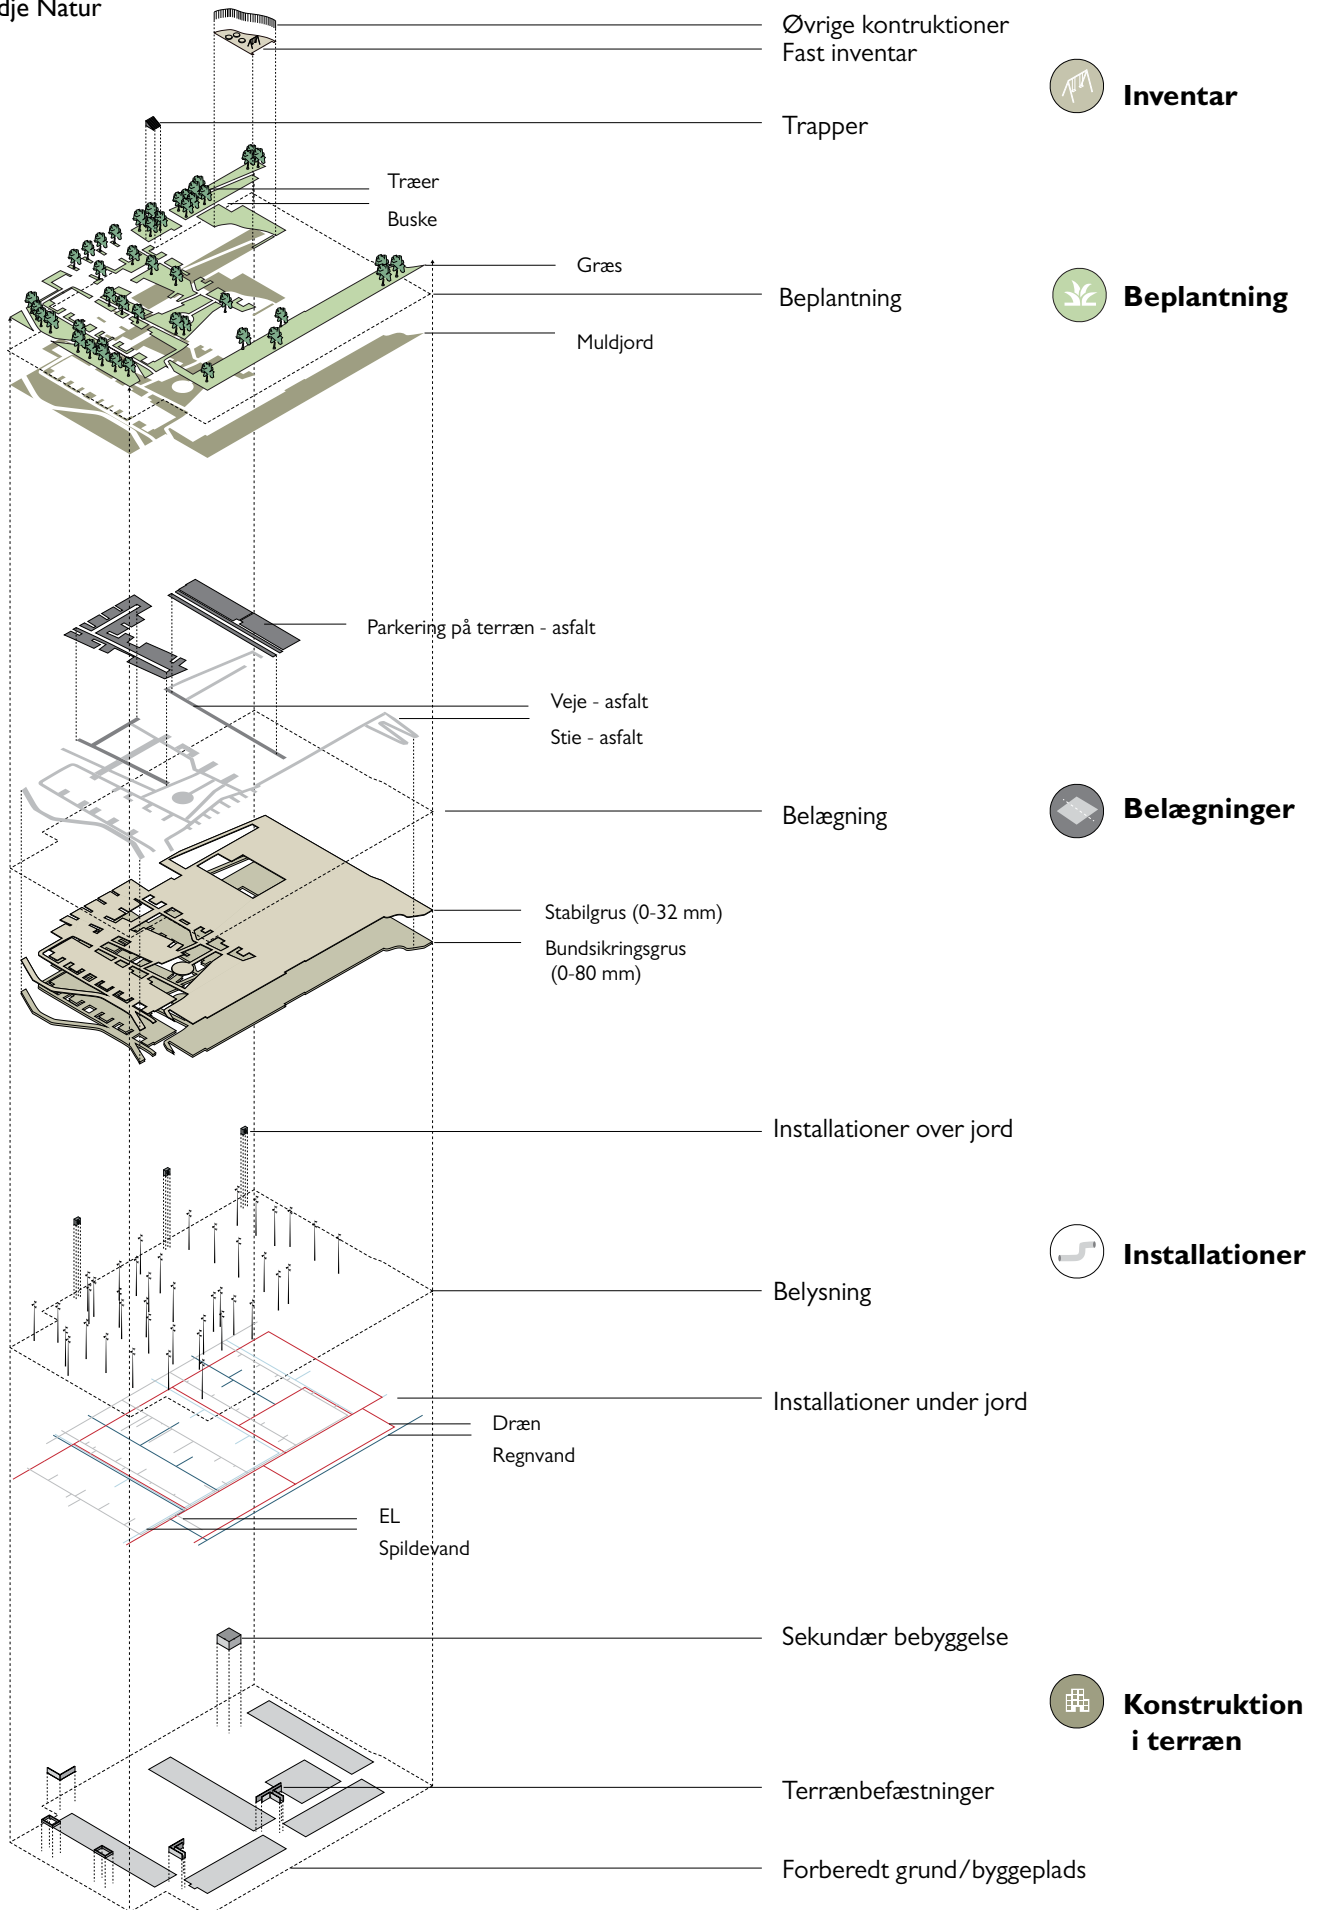 dje Natur
Øvrige kontruktioner
Fast inventar
Inventar
Trapper
Træer
Buske
Græs
Beplantning
Beplantning
Muldjord
Parkering på terræn - asfalt
Veje - asfalt
Stie - asfalt
Belægning
Belægninger
Stabilgrus (0-32 mm)
Bundsikringsgrus
(0-80 mm)
Installationer over jord
Installationer
Belysning
Installationer under jord
Dræn
Regnvand
EL
Spildevand
Sekundær bebyggelse
Konstruktion
i terræn
Terrænbefæstninger
Forberedt grund/byggeplads